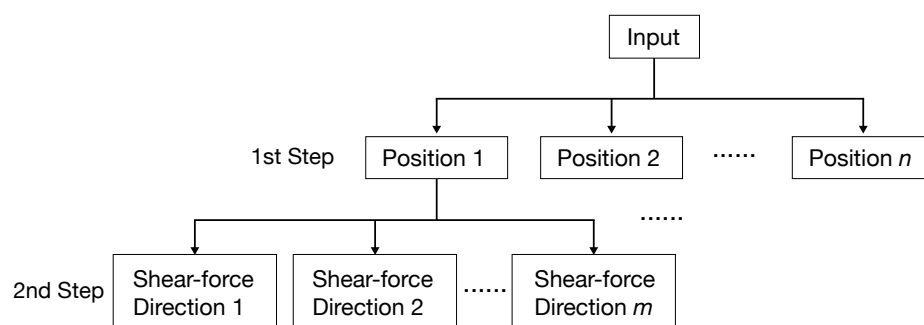 Input
1st Step
Position 1
Position 2
......
Position n
......
2nd Step
Shear-force
Direction 1
Shear-force
Direction 2
......
Shear-force
Direction m